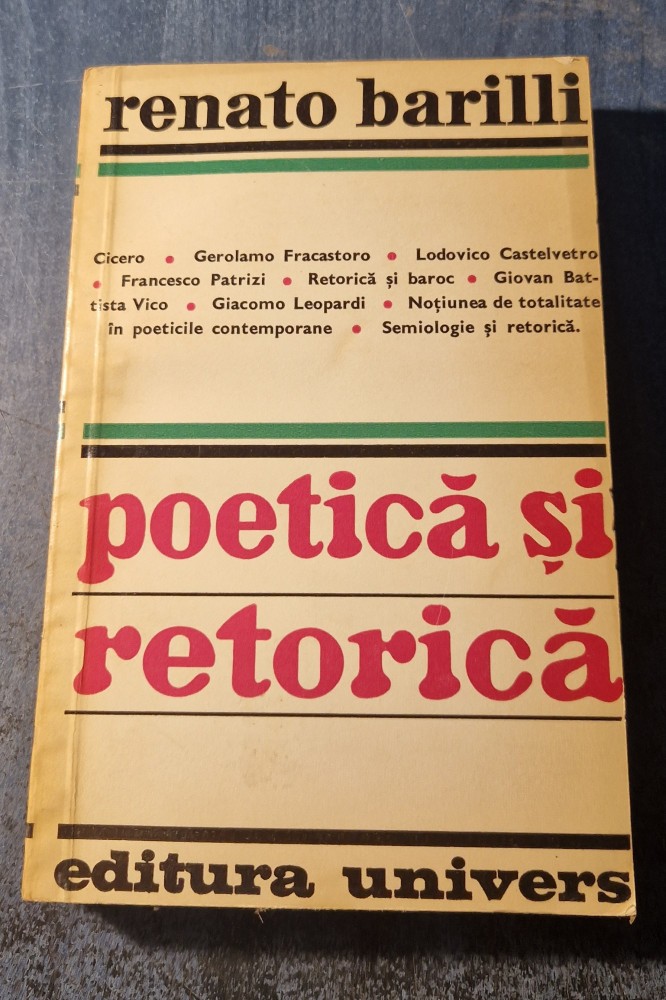 renato barilli
Cicero • Gerolamo Fracastoro • Lodovico Castelvetro
• Francesco Patrizi • Retorică și baroc • Giovan Bat-
tista Vico • Giacomo Leopardi • Noțiunea de totalitate
în poeticile contemporane • Semiologie și retorică.
poetică și
retorică
editura univers